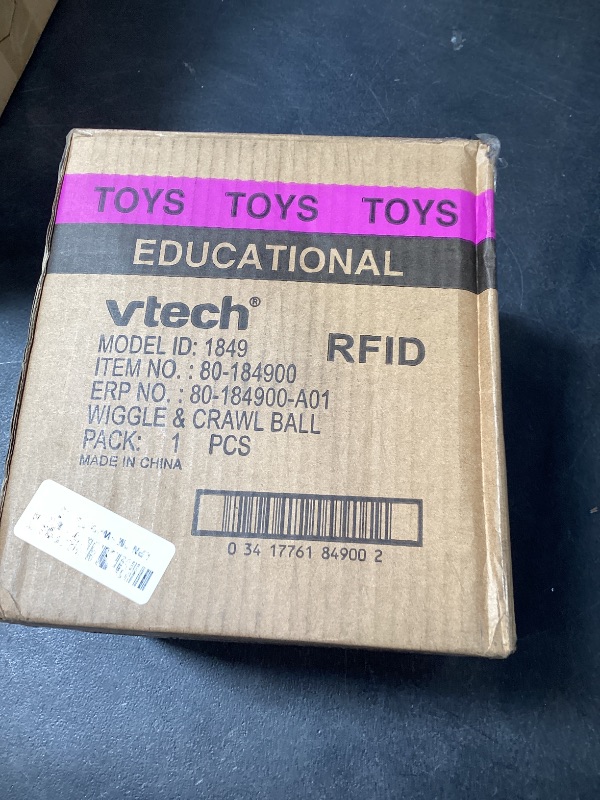 TOYS TOYS TOYS
EDUCATIONAL
vtech®
MODEL ID: 1849
RFID
ITEM NO. : 80-184900
ERP NO. : 80-184900-A01
WIGGLE & CRAWL BALL
PACK: 1 PCS
MADE IN CHINA
0 34 17761 84900 2